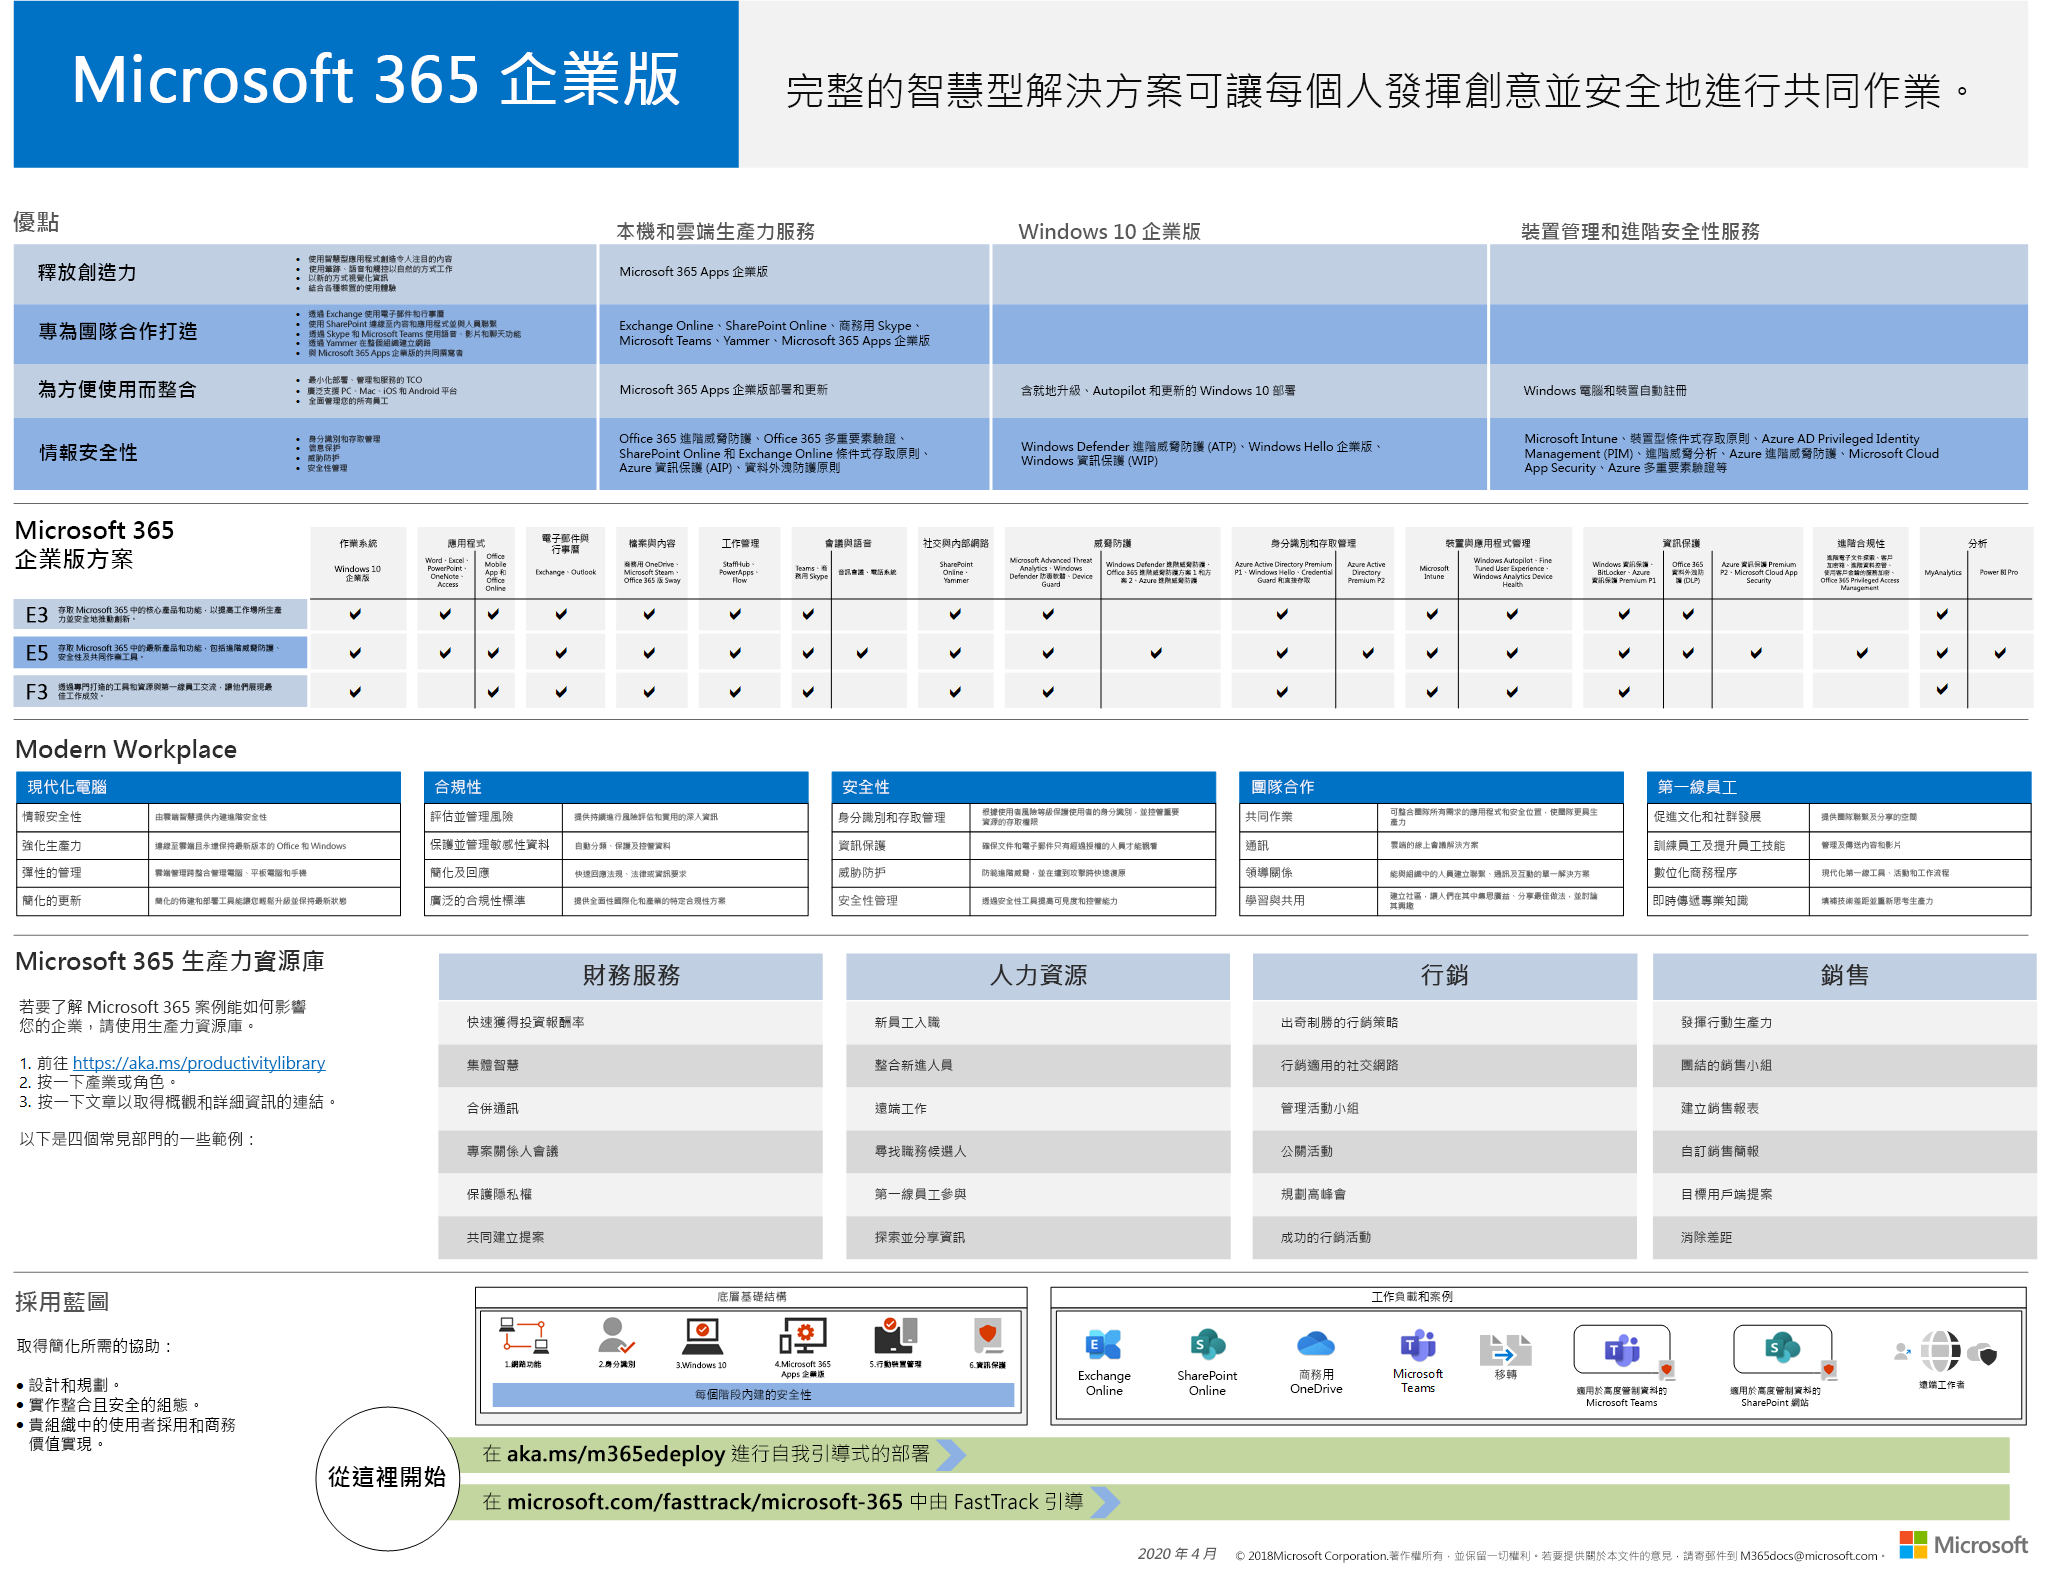 Microsoft 365 企業版
完整的智慧型解決方案可讓每個人發揮創意並安全地進行共同作業。
優點
本機和雲端生產力服務
Windows 10 企業版
裝置管理和進階安全性服務
釋放創造力
• 使用智慧型應用程式創造令人注目的內容
• 使用筆跡、語音和觸控以自然的方式工作
• 以新的方式視覺化資訊
• 結合各種裝置的使用體驗
Microsoft 365 Apps 企業版
專為團隊合作打造
• 透過 Exchange 使用電子郵件和行事曆
• 使用 SharePoint 連線至內容和應用程式並與人員聯繫
• 透過 Skype 和 Microsoft Teams 使用語音、影片和聊天功能
• 透過 Yammer 在整個組織建立網路
• 與 Microsoft 365 Apps 企業版的共同撰寫者
Exchange Online、SharePoint Online、商務用 Skype、
Microsoft Teams、Yammer、Microsoft 365 Apps 企業版
為方便使用而整合
• 最小化部署、管理和服務的 TCO
• 廣泛支援 PC、Mac、iOS 和 Android 平台
• 全面管理您的所有員工
Microsoft 365 Apps 企業版部署和更新
含就地升級、Autopilot 和更新的 Windows 10 部署
Windows 電腦和裝置自動註冊
情報安全性
• 身分識別和存取管理
• 信息保护
• 威胁防护
• 安全性管理
Office 365 進階威脅防護、Office 365 多重要素驗證、
SharePoint Online 和 Exchange Online 條件式存取原則、
Azure 資訊保護 (AIP)、資料外洩防護原則
Windows Defender 進階威脅防護 (ATP)、Windows Hello 企業版、
Windows 資訊保護 (WIP)
Microsoft Intune、裝置型條件式存取原則、Azure AD Privileged Identity
Management (PIM)、進階威脅分析、Azure 進階威脅防護、Microsoft Cloud
App Security、Azure 多重要素驗證等
Microsoft 365
企業版方案
作業系統
Windows 10
企業版
應用程式
Word、Excel、
PowerPoint、
OneNote、
Access
Office
Mobile
App 和
Office
Online
電子郵件與
行事曆
Exchange、Outlook
檔案與內容
商務用 OneDrive、
Microsoft Steam、
Office 365 版 Sway
工作管理
StaffHub、
PowerApps、
Flow
會議與語音
Teams、商
務用 Skype
音訊會議、電話系統
社交與內部網路
SharePoint
Online、
Yammer
威脅防護
Microsoft Advanced Threat
Analytics、Windows
Defender 防毒軟體、Device
Guard
Windows Defender 進階威脅防護、
Office 365 進階威脅防護方案 1 和方
案 2、Azure 進階威脅防護
身分識別和存取管理
Azure Active Directory Premium
P1、Windows Hello、Credential
Guard 和直接存取
Azure Active
Directory
Premium P2
裝置與應用程式管理
Microsoft
Intune
Windows Autopilot、Fine
Tuned User Experience、
Windows Analytics Device
Health
資訊保護
Windows 資訊保護、
BitLocker、Azure
資訊保護 Premium P1
Office 365
資料外洩防
護 (DLP)
Azure 資訊保護 Premium
P2、Microsoft Cloud App
Security
進階合規性
進階電子文件探索、客戶
加密箱、進階資料控管、
使用客戶金鑰的服務加密、
Office 365 Privileged Access
Management
分析
MyAnalytics
Power 與 Pro
E3 存取 Microsoft 365 中的核心產品和功能，以提高工作場所生產
力並安全地推動創新。
E5 存取 Microsoft 365 中的最新產品和功能，包括進階威脅防護、
安全性及共同作業工具。
F3 透過專門打造的工具和資源與第一線員工交流，讓他們展現最
佳工作成效。
Modern Workplace
現代化電腦
情報安全性 由雲端智慧提供內建進階安全性
強化生產力 連線至雲端且永遠保持最新版本的 Office 和 Windows
彈性的管理 雲端管理跨整合管理電腦、平板電腦和手機
簡化的更新 簡化的佈建和部署工具能讓您輕鬆升級並保持最新狀態
合規性
評估並管理風險 提供持續進行風險評估和實用的深入資訊
保護並管理敏感性資料 自動分類、保護及控管資料
簡化及回應 快速回應法規、法律或資訊要求
廣泛的合規性標準 提供全面性國際化和產業的特定合規性方案
安全性
身分識別和存取管理 根據使用者風險等級保護使用者的身分識別，並控管重要
資源的存取權限
資訊保護 確保文件和電子郵件只有經過授權的人員才能觀看
威脅防护 防範進階威脅，並在遭到攻擊時快速復原
安全性管理 透過安全性工具提高可見度和控管能力
團隊合作
共同作業 可整合團隊所有需求的應用程式和安全位置，使團隊更具生
產力
通訊 雲端的線上會議解決方案
領導關係 能與組織中的人員建立聯繫、通訊及互動的單一解決方案
學習與共用 建立社區，讓人們在其中集思廣益、分享最佳做法，並討論
其興趣
第一線員工
促進文化和社群發展 提供團隊聯繫及分享的空間
訓練員工及提升員工技能 管理及傳送內容和影片
數位化商務程序 現代化第一線工具、活動和工作流程
即時傳遞專業知識 填補技術差距並重新思考生產力
Microsoft 365 生產力資源庫
若要了解 Microsoft 365 案例能如何影響
您的企業，請使用生產力資源庫。
1. 前往 https://aka.ms/productivitylibrary
2. 按一下產業或角色。
3. 按一下文章以取得概觀和詳細資訊的連結。
以下是四個常見部門的一些範例：
財務服務
快速獲得投資報酬率
集體智慧
合併通訊
專案關係人會議
保護隱私權
共同建立提案
人力資源
新員工入職
整合新進人員
遠端工作
尋找職務候選人
第一線員工參與
探索並分享資訊
行銷
出奇制勝的行銷策略
行銷適用的社交網路
管理活動小組
公關活動
規劃高峰會
成功的行銷活動
銷售
發揮行動生產力
團結的銷售小組
建立銷售報表
自訂銷售簡報
目標用戶端提案
消除差距
採用藍圖
取得簡化所需的協助：
• 設計和規劃。
• 實作整合且安全的組態。
• 貴組織中的使用者採用和商務
價值實現。
從這裡開始
底層基礎結構
1.網路功能
2.身分識別
3.Windows 10
4.Microsoft 365
Apps 企業版
5.行動裝置管理
6.資訊保護
每個階段內建的安全性
工作負載和案例
Exchange
Online
SharePoint
Online
商務用
OneDrive
Microsoft
Teams
移轉
適用於高度管制資料的
Microsoft Teams
適用於高度管制資料的
SharePoint 網站
遠端工作者
在 aka.ms/m365edeploy 進行自我引導式的部署
在 microsoft.com/fasttrack/microsoft-365 中由 FastTrack 引導
2020 年 4 月
© 2018Microsoft Corporation.著作權所有，並保留一切權利。若要提供關於本文件的意見，請寄郵件到 M365docs@microsoft.com。
Microsoft